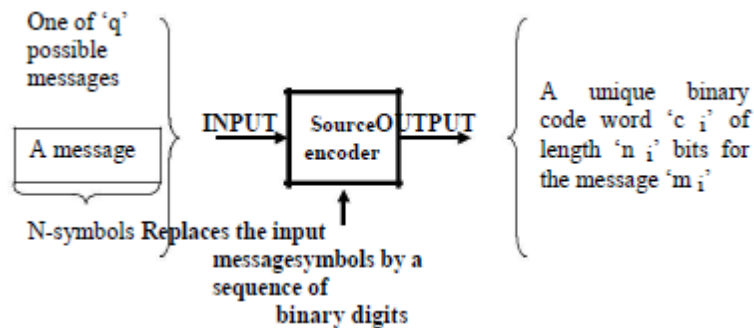 One of ‘q’
possible
messages
A message
N-symbols
INPUT
Source
encoder
OUTPUT
Replaces the input
messagesymbols by a
sequence of
binary digits
A unique binary
code word ‘c i’ of
length ‘n i’ bits for
the message ‘m i’